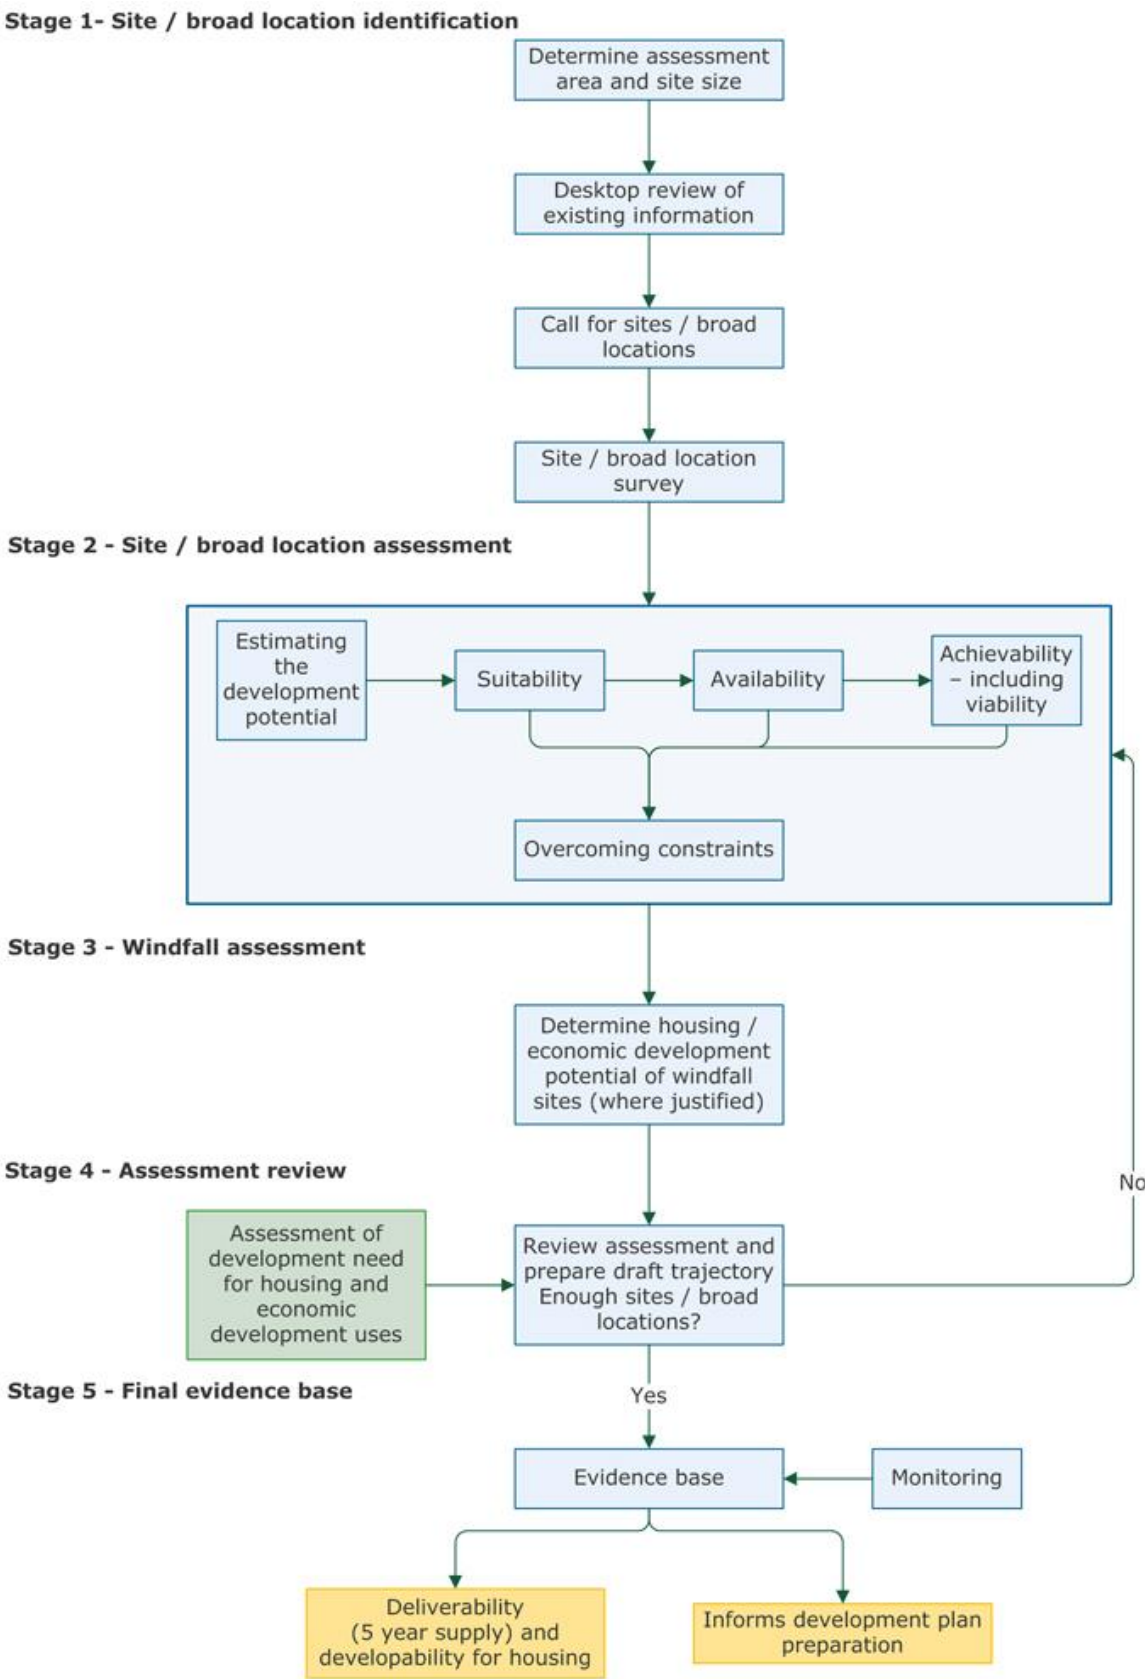 Stage 1- Site / broad location identification
Determine assessment
area and site size
Desktop review of
existing information
Call for sites / broad
locations
Site / broad location
survey
Stage 2 - Site / broad location assessment
Estimating
the
development
potential
Suitability
Availability
Achievability
– including
viability
Overcoming constraints
Stage 3 - Windfall assessment
Determine housing /
economic development
potential of windfall
sites (where justified)
Stage 4 - Assessment review
No
Assessment of
development need
for housing and
economic
development uses
Review assessment and
prepare draft trajectory
Enough sites / broad
locations?
Stage 5 - Final evidence base
Yes
Evidence base
Monitoring
Deliverability
(5 year supply) and
developability for housing
Informs development plan
preparation